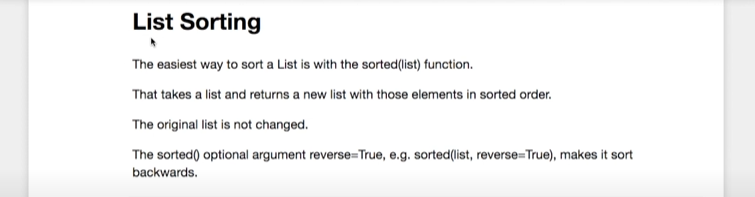 List Sorting
The easiest way to sort a List is with the sorted(list) function.
That takes a list and returns a new list with those elements in sorted order.
The original list is not changed.
The sorted() optional argument reverse=True, e.g. sorted(list, reverse=True), makes it sort
backwards.